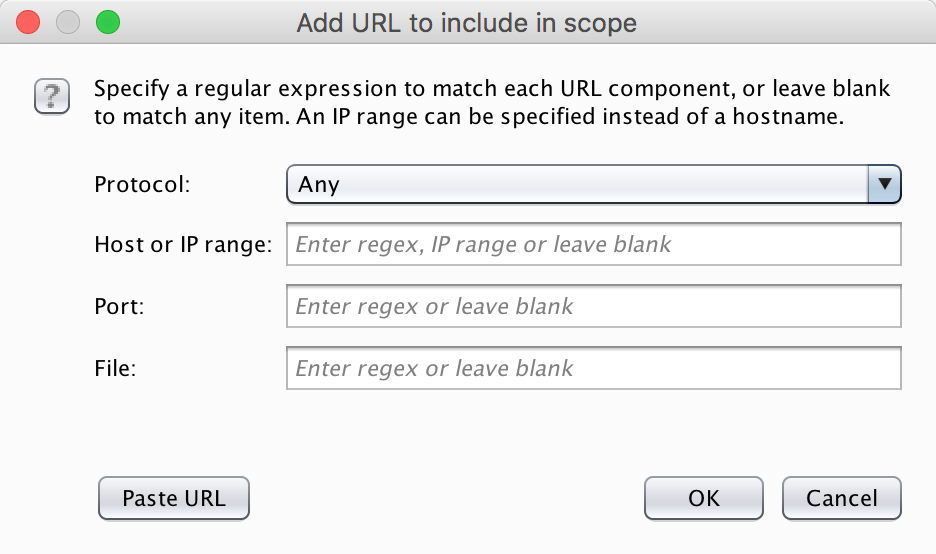 Add URL to include in scope
?
Specify a regular expression to match each URL component, or leave blank
to match any item. An IP range can be specified instead of a hostname.
Protocol: Any
Host or IP range: Enter regex, IP range or leave blank
Port: Enter regex or leave blank
File: Enter regex or leave blank
Paste URL OK Cancel